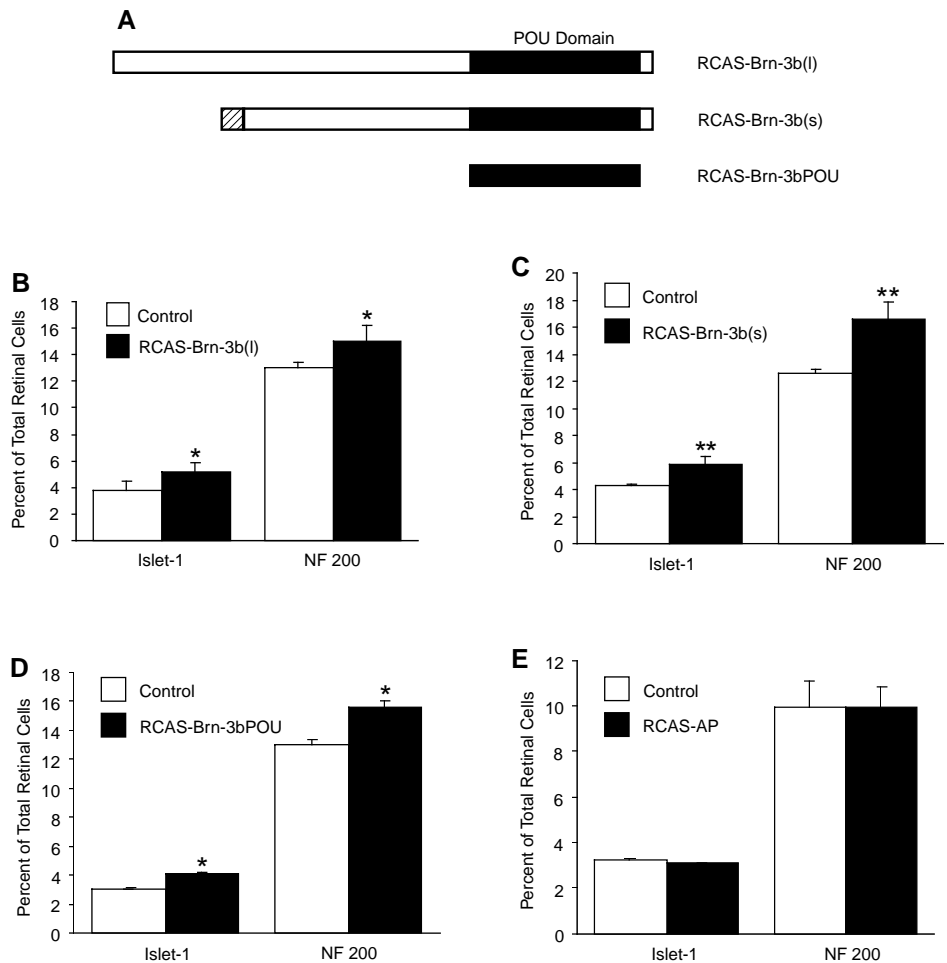 A
POU Domain
RCAS-Brn-3b(l)
RCAS-Brn-3b(s)
RCAS-Brn-3bPOU
B
Percent of Total Retinal Cells
18
16
14
12
10
8
6
4
2
0
Control
RCAS-Brn-3b(l)
*
*
Islet-1
NF 200
C
Percent of Total Retinal Cells
20
18
16
14
12
10
8
6
4
2
0
Control
RCAS-Brn-3b(s)
**
**
Islet-1
NF 200
D
Percent of Total Retinal Cells
18
16
14
12
10
8
6
4
2
0
Control
RCAS-Brn-3bPOU
*
*
Islet-1
NF 200
E
Percent of Total Retinal Cells
12
10
8
6
4
2
0
Control
RCAS-AP
Islet-1
NF 200